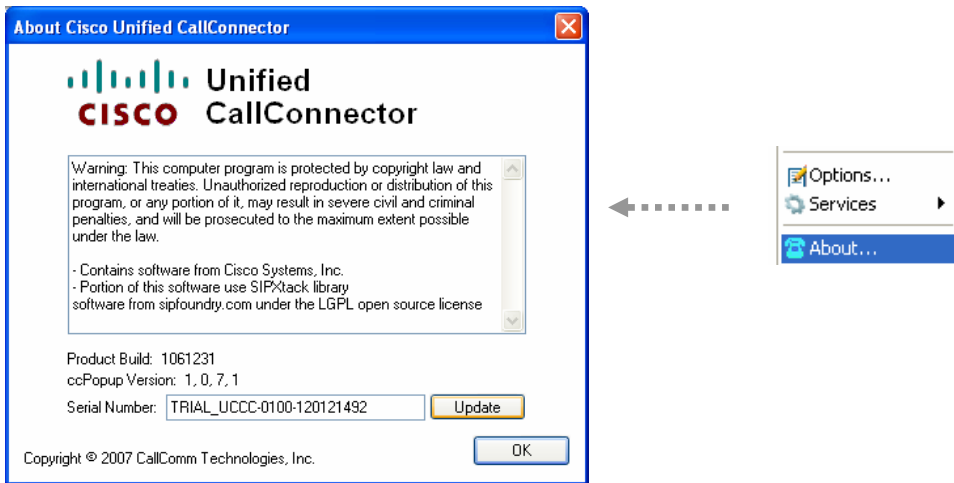 About Cisco Unified CallConnector
CISCO
Unified
CallConnector
Warning: This computer program is protected by copyright law and
international treaties. Unauthorized reproduction or distribution of this
program, or any portion of it, may result in severe civil and criminal
penalties, and will be prosecuted to the maximum extent possible
under the law.
- Contains software from Cisco Systems, Inc.
- Portion of this software use SIPXtack library
software from sipfoundry.com under the LGPL open source license
Product Build: 1061231
ccPopup Version: 1, 0, 7, 1
Serial Number: TRIAL_UCCC-0100-120121492 Update
OK
Copyright © 2007 CallComm Technologies, Inc.
Options...
Services
About...